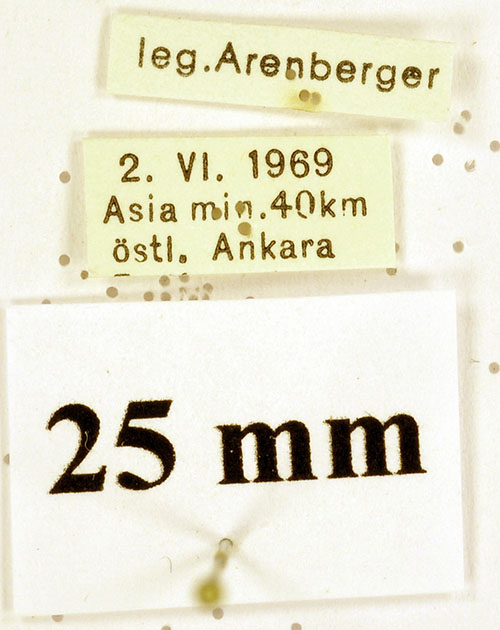 leg.Arenberger
2. VI. 1969
Asia min.40km
östl. Ankara
25 mm